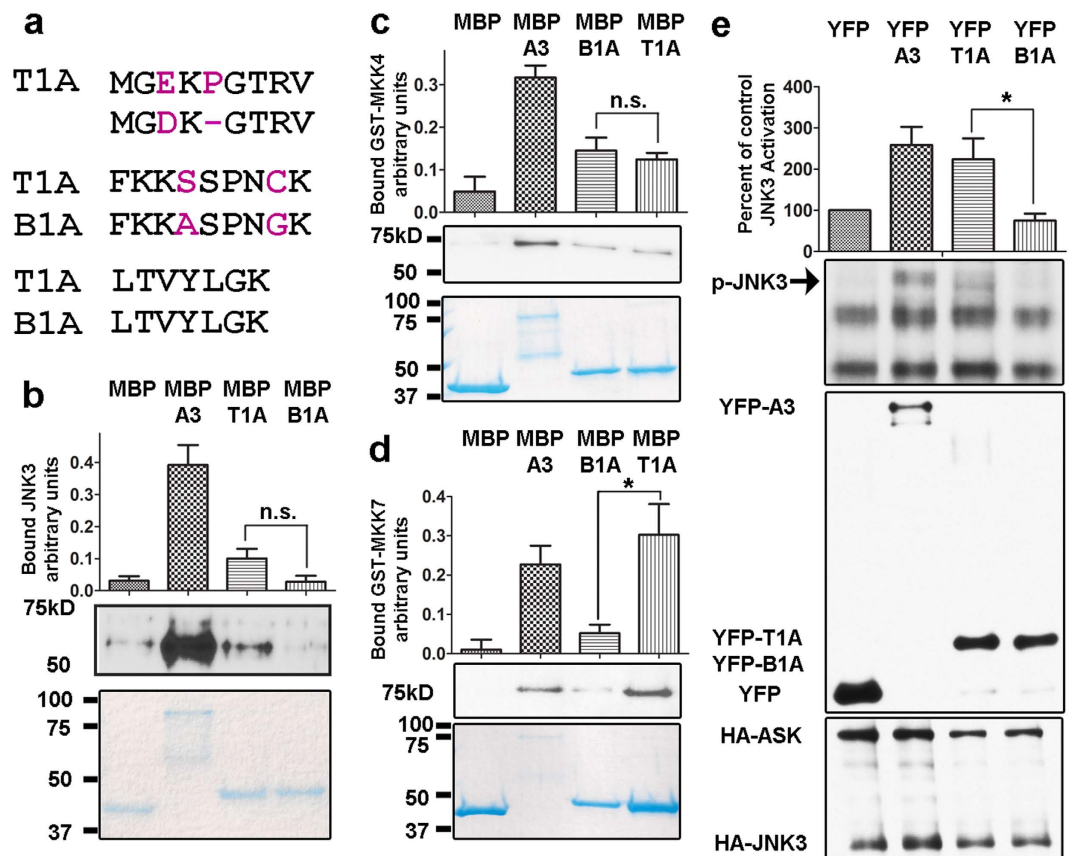 a
T1A MGEKPGTRV
MGDK-GTRV
T1A FKKSSPNCK
B1A FKKASPNGK
T1A LTVYLGK
B1A LTVYLGK
b
MBP MBP MBP MBP
A3 T1A B1A
Bound JNK3
arbitrary units
0.4
0.3
0.2
0.1
0.0
n.s.
75kD
50
100
75
50
37
c
MBP MBP MBP MBP
A3 B1A T1A
Bound GST-MKK4
arbitrary units
0.3
0.2
0.1
0.0
n.s.
75kD
50
100
75
50
37
d
MBP MBP MBP MBP
A3 B1A T1A
Bound GST-MKK7
arbitrary units
0.4
0.3
0.2
0.1
0.0
*
75kD
100
75
50
37
e
YFP YFP YFP YFP
A3 T1A B1A
Percent of control
JNK3 Activation
400
300
200
100
0
*
p-JNK3
YFP-A3
YFP-T1A
YFP-B1A
YFP
HA-ASK
HA-JNK3